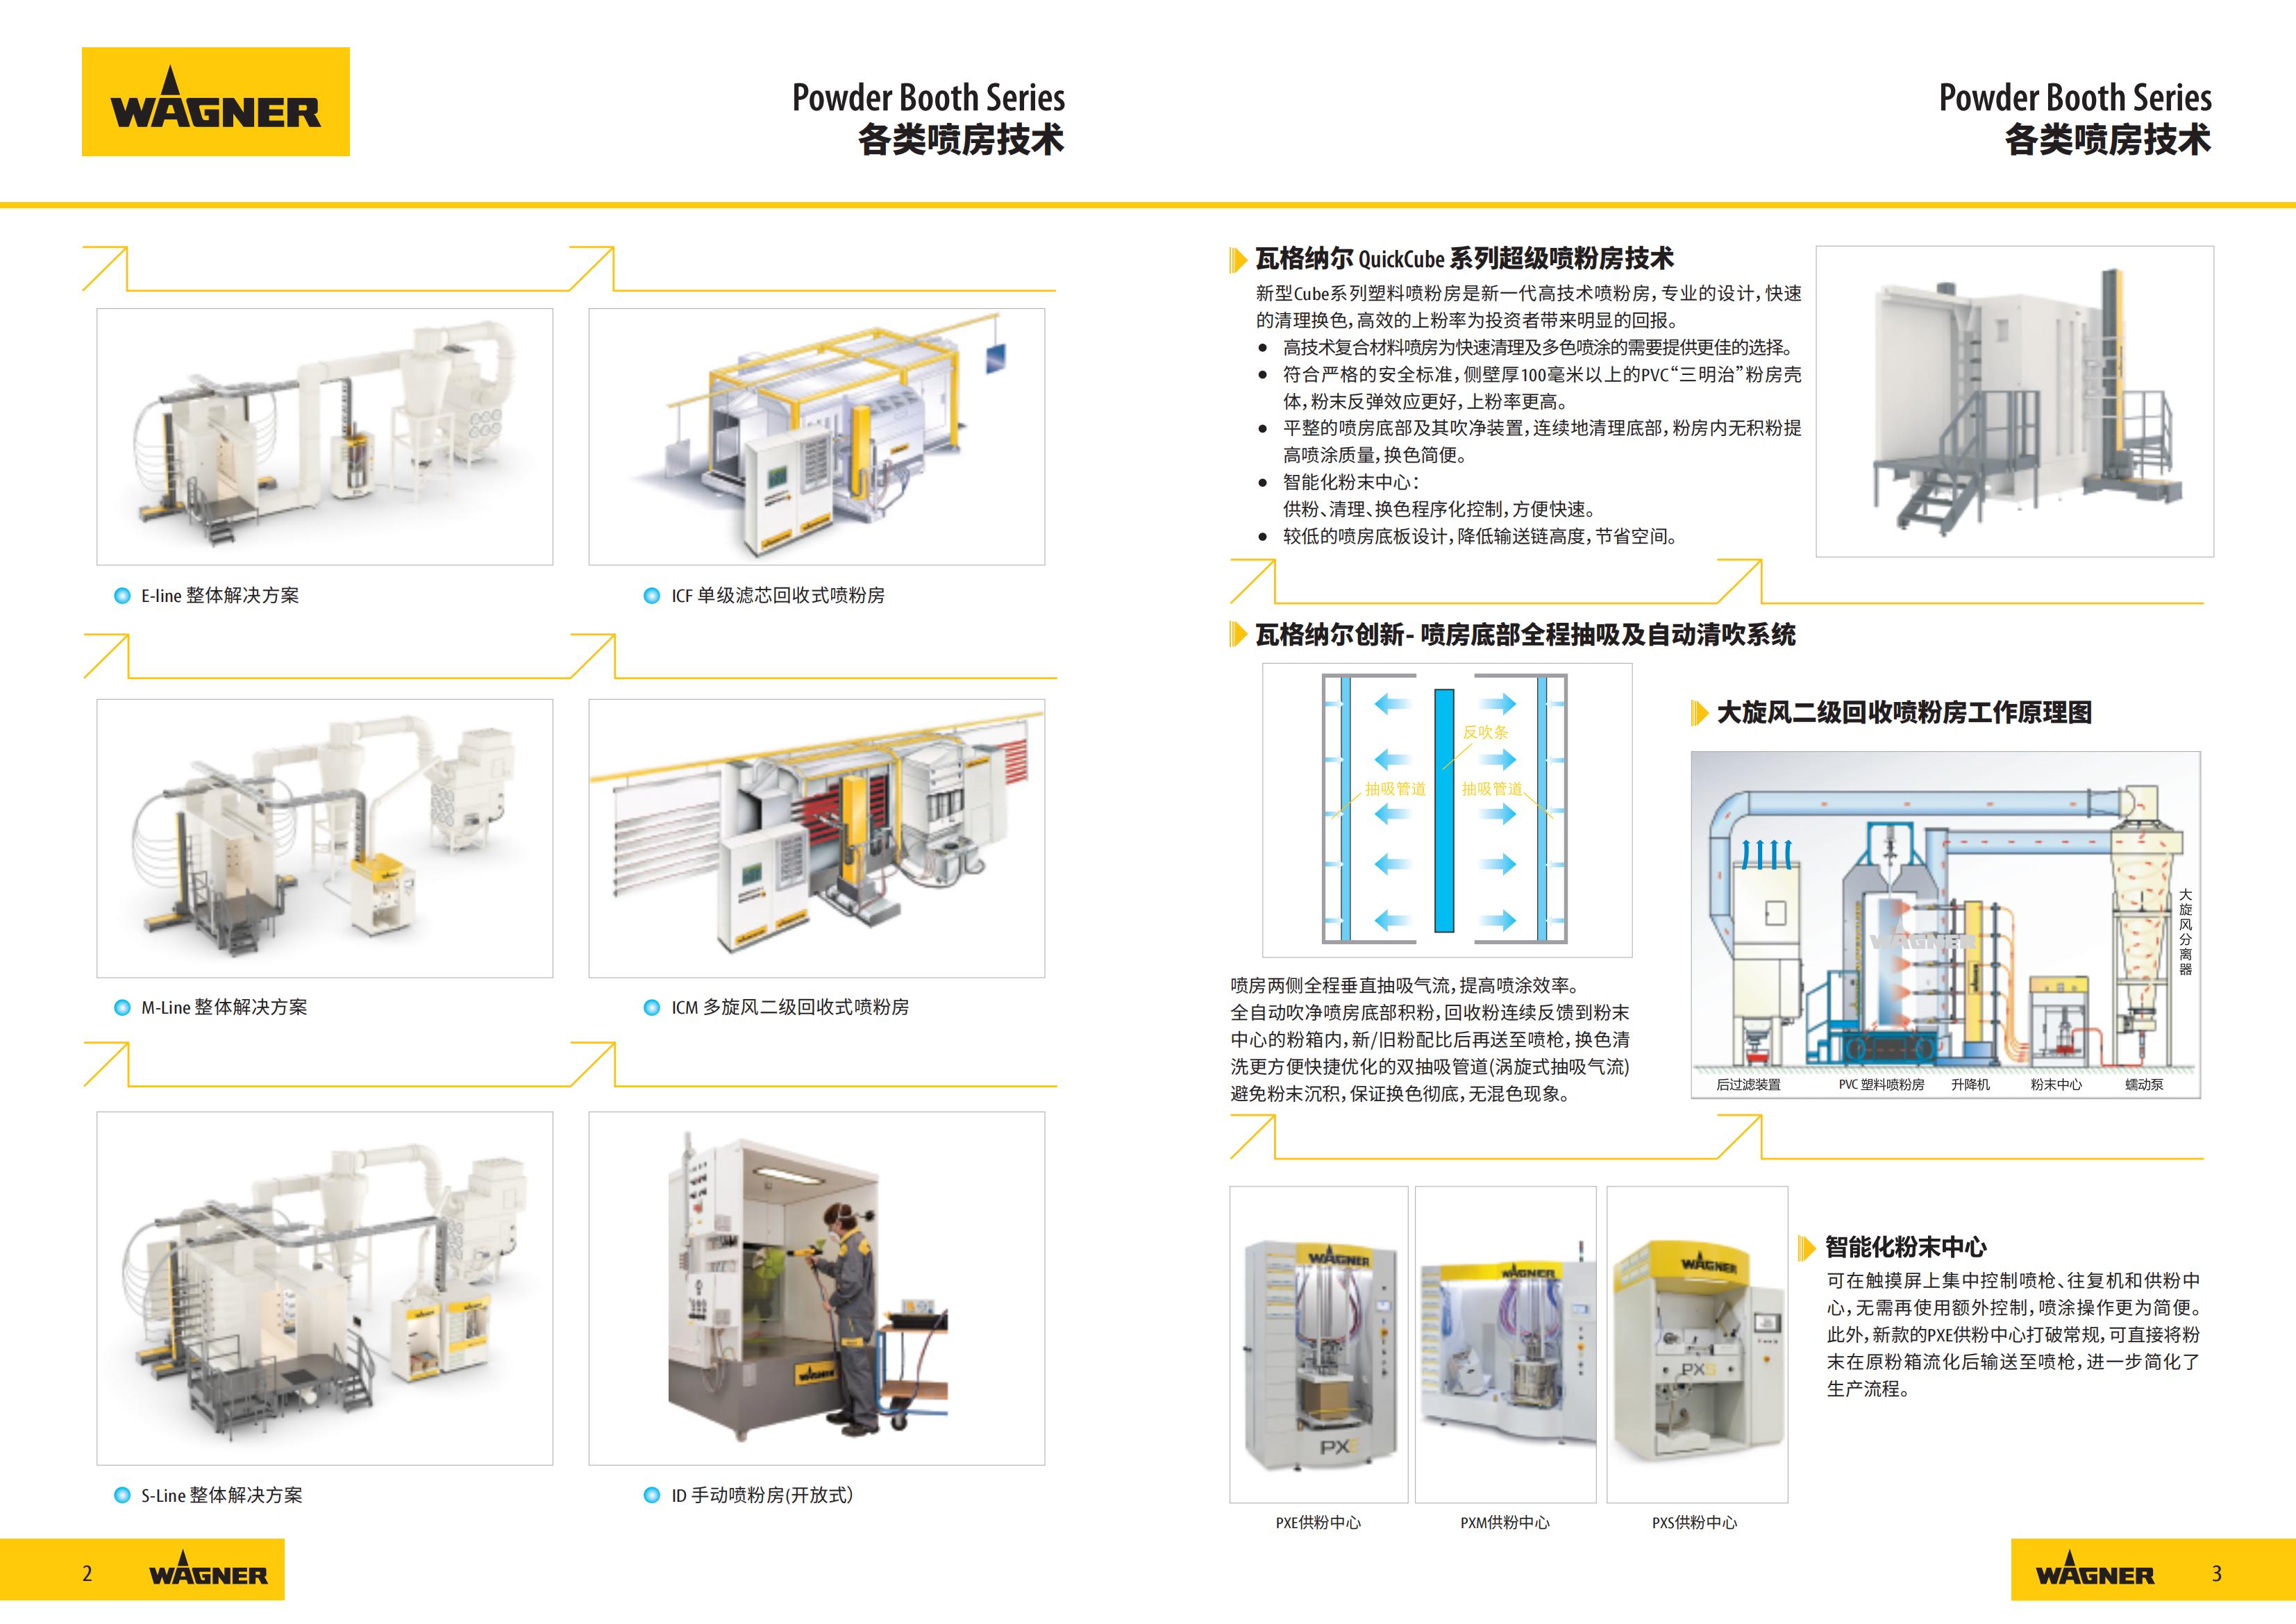 WAGNER
Powder Booth Series
各类喷房技术
E-line 整体解决方案
ICF 单级滤芯回收式喷粉房
M-Line 整体解决方案
ICM 多旋风二级回收式喷粉房
WAGNER
S-Line 整体解决方案
ID 手动喷粉房(开放式)
2
WAGNER
Powder Booth Series
各类喷房技术
瓦格纳尔 QuickCube 系列超级喷粉房技术
新型Cube系列塑料喷粉房是新一代高技术喷粉房，专业的设计，快速
的清理换色，高效的上粉率为投资者带来明显的回报。
● 高技术复合材料喷房为快速清理及多色喷涂的需要提供更佳的选择。
● 符合严格的安全标准，侧壁厚100毫米以上的PVC“三明治”粉房壳
体，粉末反弹效应更好，上粉率更高。
● 平整的喷房底部及其吹净装置，连续地清理底部，粉房内无积粉提
高喷涂质量，换色简便。
● 智能化粉末中心：
供粉、清理、换色程序化控制，方便快速。
● 较低的喷房底板设计，降低输送链高度，节省空间。
瓦格纳尔创新- 喷房底部全程抽吸及自动清吹系统
反吹条
抽吸管道
抽吸管道
喷房两侧全程垂直抽吸气流，提高喷涂效率。
全自动吹净喷房底部积粉，回收粉连续反馈到粉末
中心的粉箱内，新/旧粉配比后再送至喷枪，换色清
洗更方便快捷优化的双抽吸管道(涡旋式抽吸气流)
避免粉末沉积，保证换色彻底，无混色现象。
大旋风二级回收喷粉房工作原理图
WAGNER
大旋风分离器
后过滤装置
PVC 塑料喷粉房
升降机
粉末中心
蠕动泵
WAGNER
PXE
WAGNER
WAGNER
PXS
PXE供粉中心
PXM供粉中心
PXS供粉中心
智能化粉末中心
可在触摸屏上集中控制喷枪、往复机和供粉中
心，无需再使用额外控制，喷涂操作更为简便。
此外，新款的PXE供粉中心打破常规，可直接将粉
末在原粉箱流化后输送至喷枪，进一步简化了
生产流程。
WAGNER
3